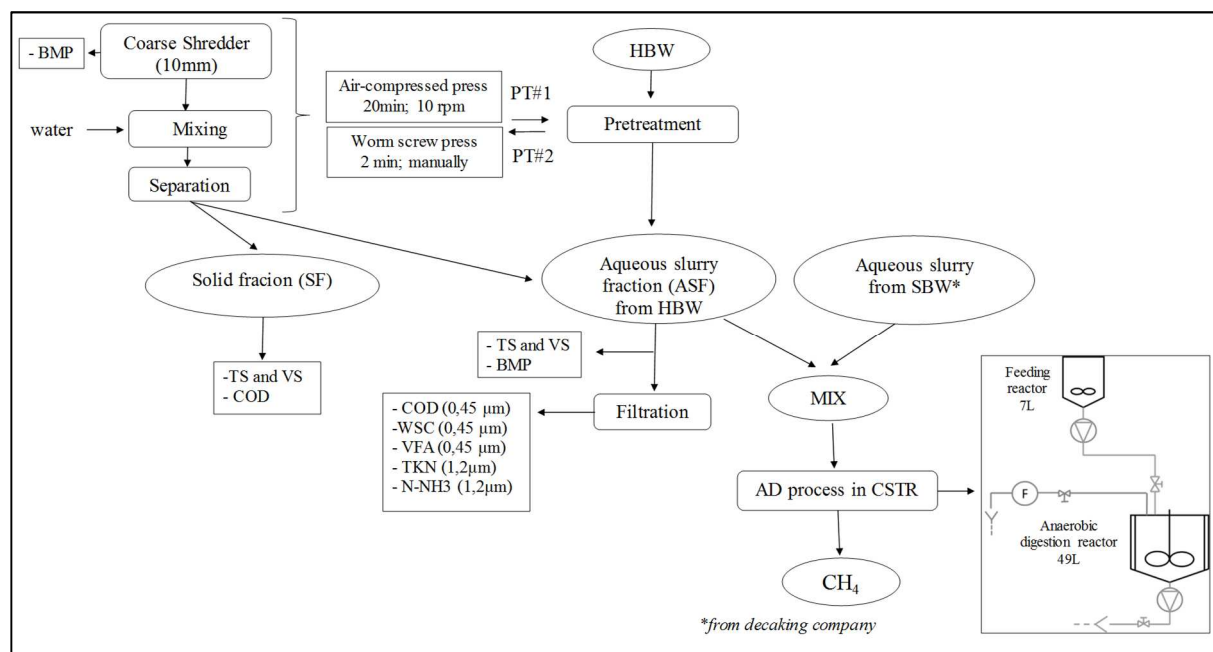 - BMP
Coarse Shredder
(10mm)
water
Mixing
Separation
Air-compressed press
20min; 10 rpm
PT#1
Worm screw press
2 min; manually
PT#2
HBW
Pretreatment
Solid fracion (SF)
Aqueous slurry
fraction (ASF)
from HBW
Aqueous slurry
from SBW*
-TS and VS
- COD
- TS and VS
- BMP
- COD (0,45 µm)
-WSC (0,45 µm)
- VFA (0,45 µm)
- TKN (1,2µm)
- N-NH3 (1,2µm)
Filtration
MIX
AD process in CSTR
CH4
*from decaking company
Feeding
reactor
7L
F
Anaerobic
digestion reactor
49L